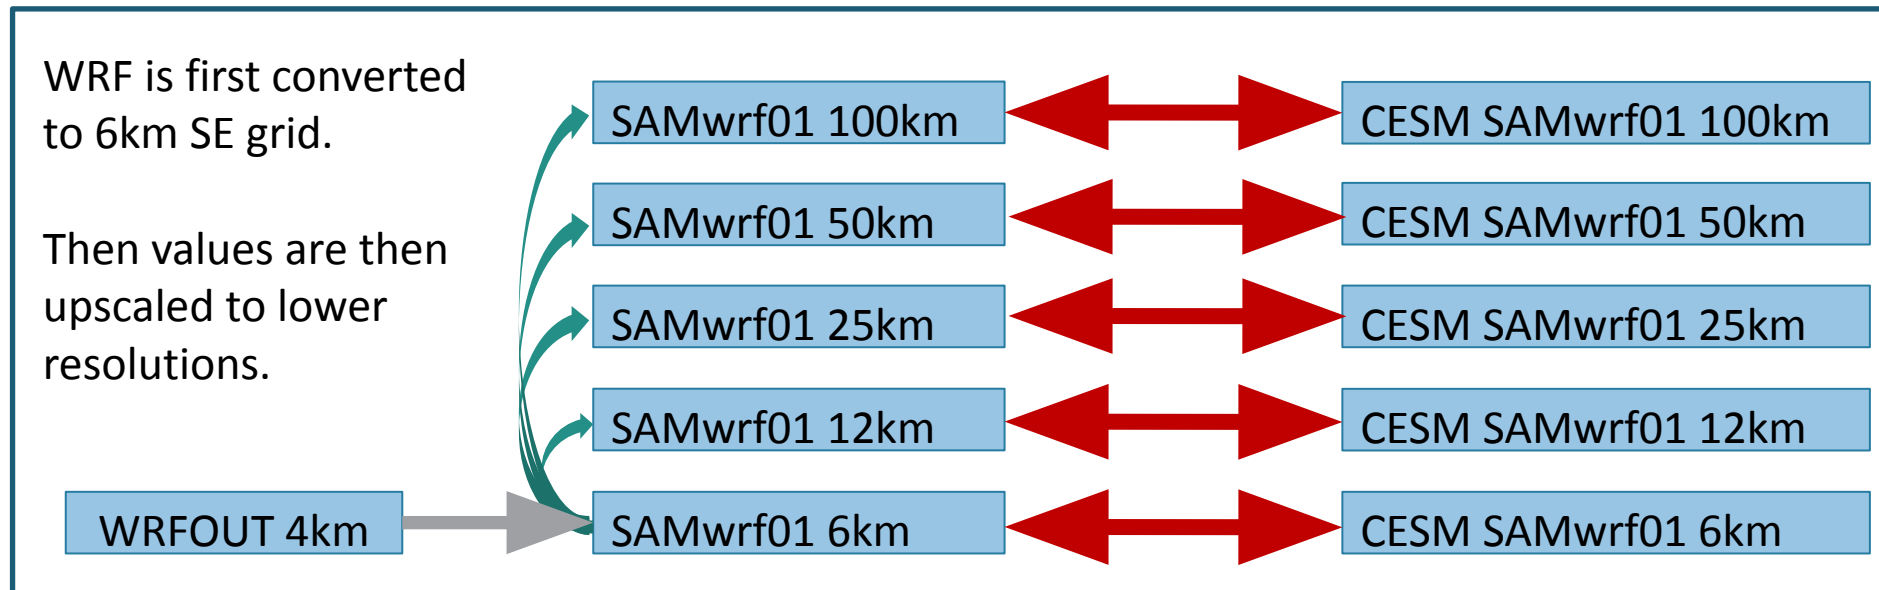 WRF is first converted
to 6km SE grid.
Then values are then
upscaled to lower
resolutions.
SAMwrf01 100km
CESM SAMwrf01 100km
SAMwrf01 50km
CESM SAMwrf01 50km
SAMwrf01 25km
CESM SAMwrf01 25km
SAMwrf01 12km
CESM SAMwrf01 12km
WRFOUT 4km
SAMwrf01 6km
CESM SAMwrf01 6km